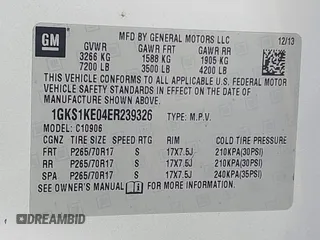 GM
MFD BY GENERAL MOTORS LLC
12/13
GVWR GAWR FRT GAWR RR
3266 KG 1588 KG 1905 KG
7200 LB 3500 LB 4200 LB
THIS VEHICLE CONFORMS TO ALL APPLICABLE U.S. FEDERAL MOTOR
VEHICLE SAFETY STANDARDS IN EFFECT ON THE DATE OF
MANUFACTURE SHOWN ABOVE.
1GKS1KE04ER239326 TYPE: M.P.V.
MODEL: C10906
CGNZ TIRE SIZE SPD RTG RIM COLD TIRE PRESSURE
FRT P265/70R17 S 17X7.5J 210KPA(30PSI)
RR P265/70R17 S 17X7.5J 210KPA(30PSI)
SPA P265/70R17 S 17X7.5J 240KPA(35PSI)
SEE OWNER'S MANUAL FOR MORE INFORMATION.
© DREAMBID